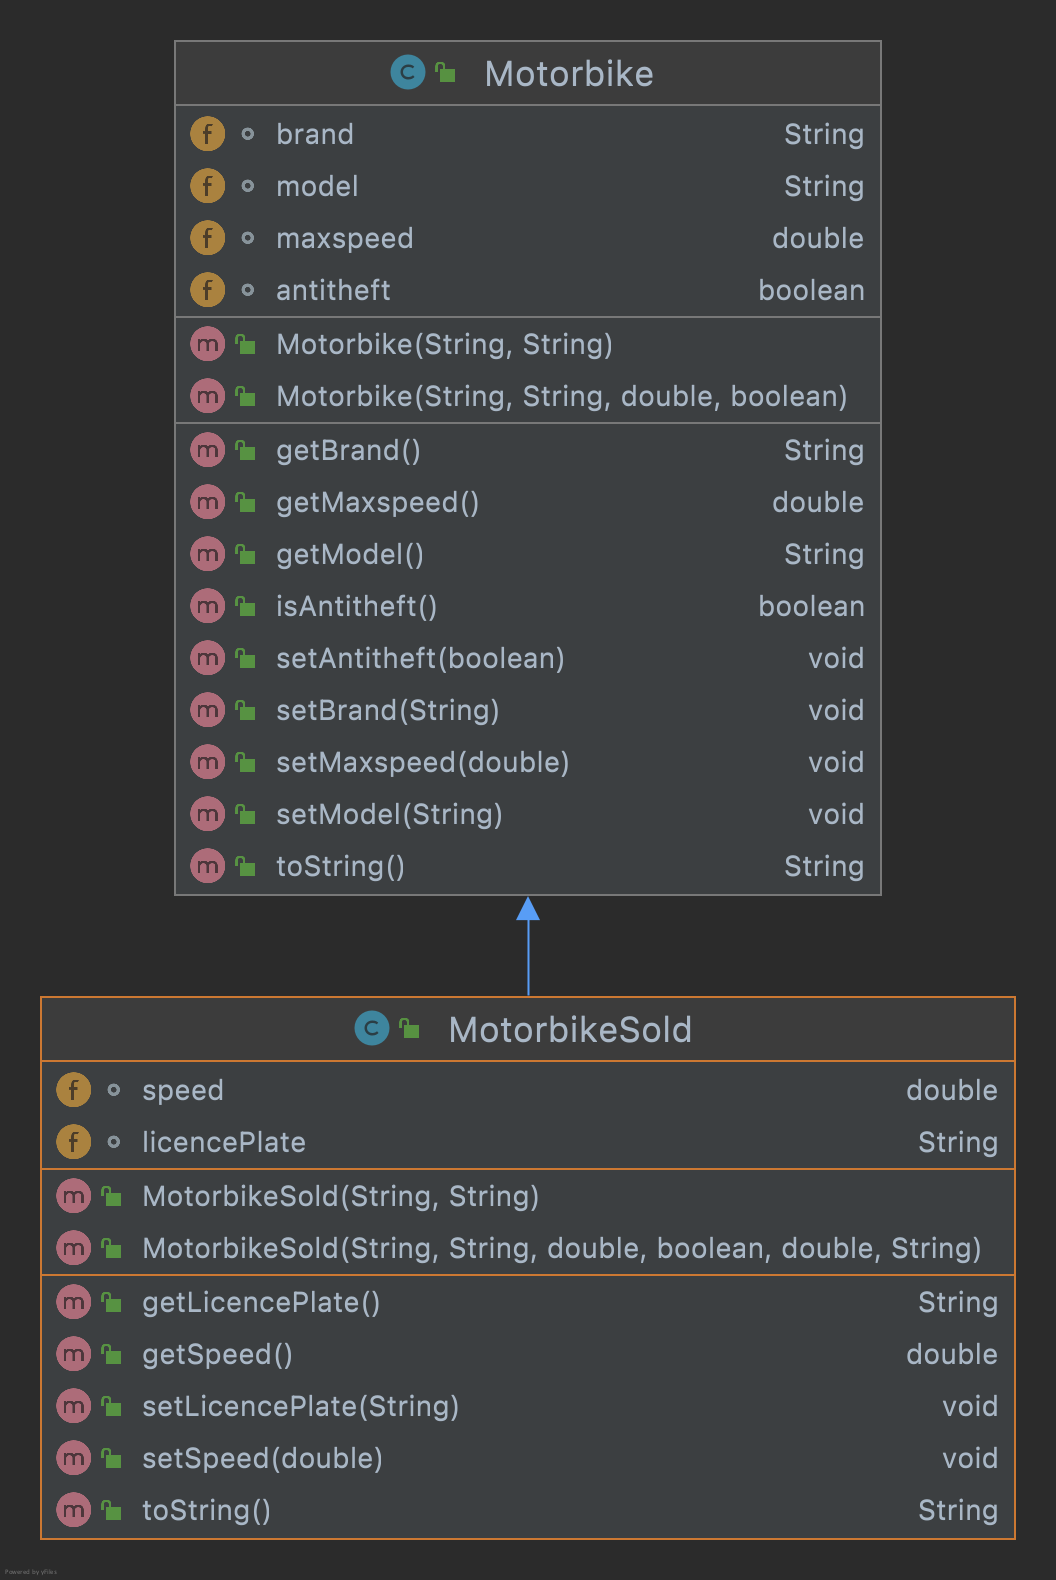 Motorbike
brand String
model String
maxspeed double
antitheft boolean
Motorbike(String, String)
Motorbike(String, String, double, boolean)
getBrand() String
getMaxspeed() double
getModel() String
isAntitheft() boolean
setAntitheft(boolean) void
setBrand(String) void
setMaxspeed(double) void
setModel(String) void
toString() String
MotorbikeSold
speed double
licencePlate String
MotorbikeSold(String, String)
MotorbikeSold(String, String, double, boolean, double, String)
getLicencePlate() String
getSpeed() double
setLicencePlate(String) void
setSpeed(double) void
toString() String
Powered by yFiles